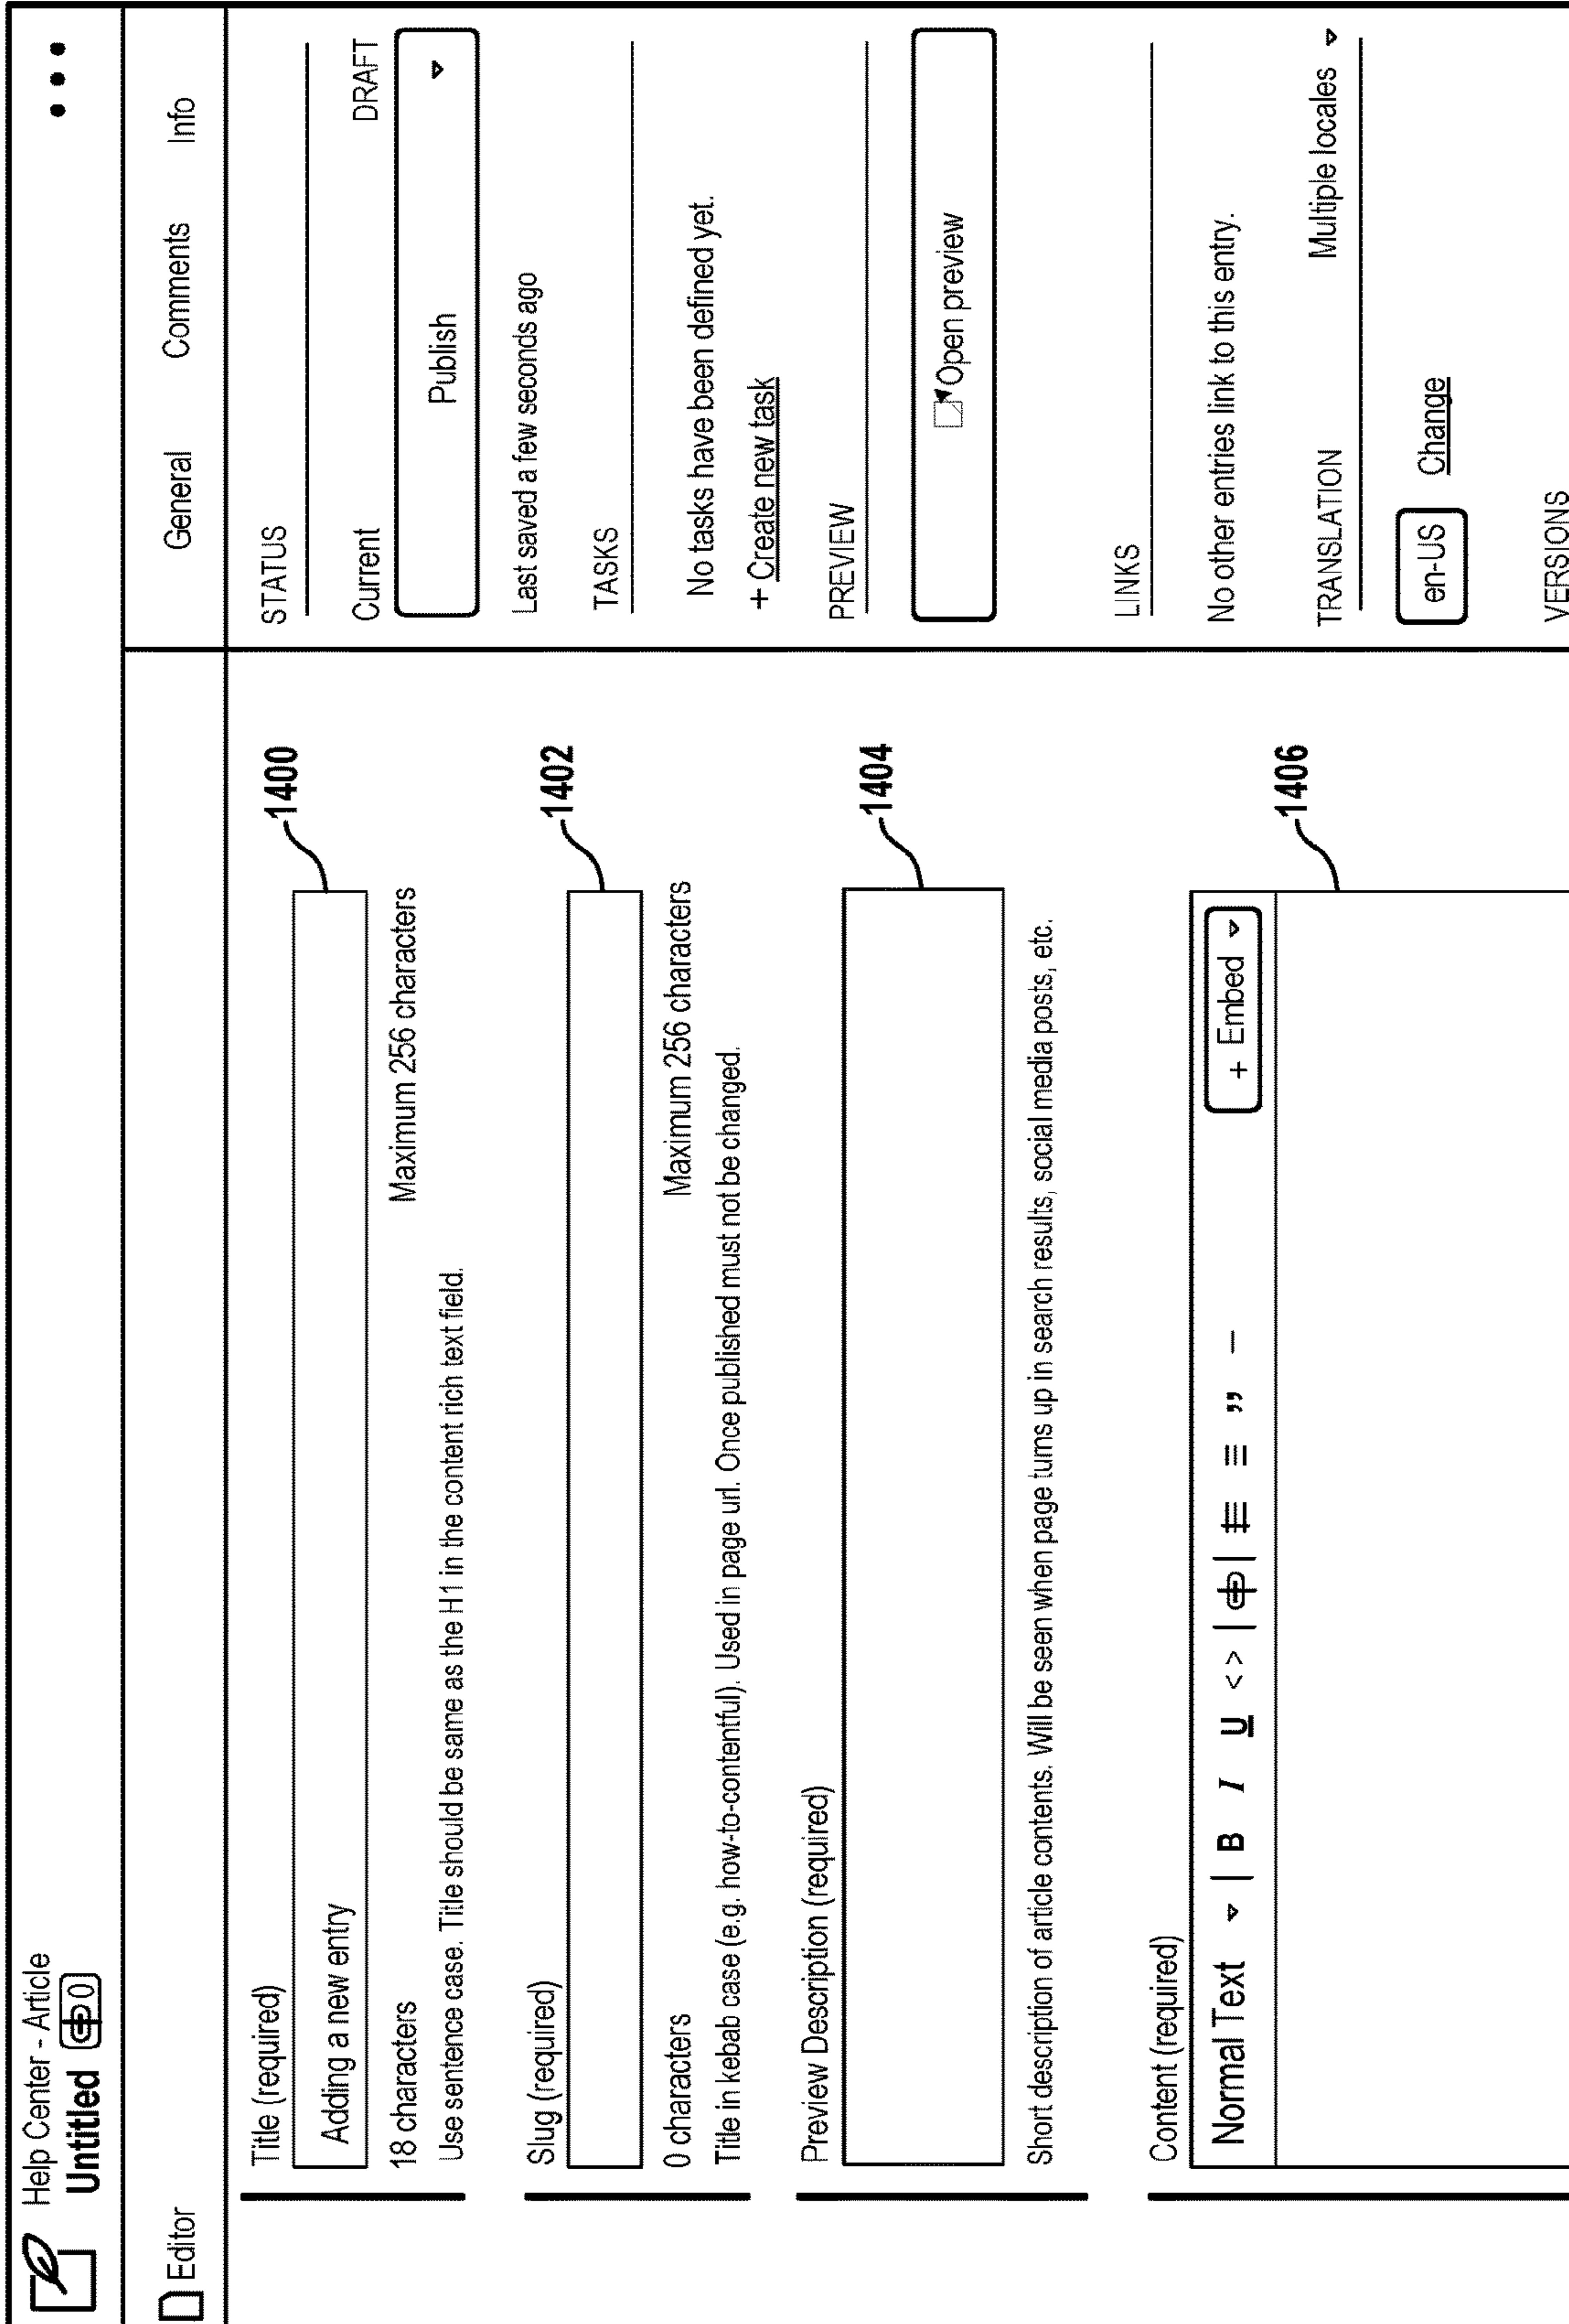 Help Center - Article
Untitled 0
Editor
General Comments Info
Title (required)
Adding a new entry
1400
18 characters Maximum 256 characters
Use sentence case. Title should be same as the H1 in the content rich text field.
Slug (required)
1402
0 characters Maximum 256 characters
Title in kebab case (e.g. how-to-contentful). Used in page url. Once published must not be changed.
Preview Description (required)
1404
Short description of article contents. Will be seen when page turns up in search results, social media posts, etc.
Content (required)
Normal Text | B I U <> | | ” – + Embed
1406
STATUS
Current DRAFT
Publish
Last saved a few seconds ago
TASKS
No tasks have been defined yet.
+ Create new task
PREVIEW
Open preview
LINKS
No other entries link to this entry.
TRANSLATION Multiple locales
en-US Change
VERSIONS